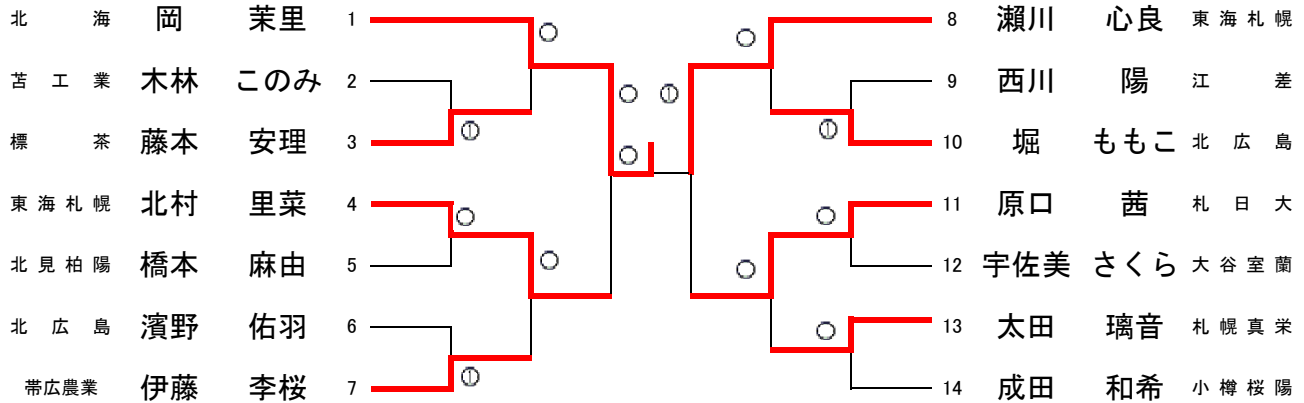 北海 岡 茉里 1
苫工業 木林 このみ 2
標茶 藤本 安理 3
東海札幌 北村 里菜 4
北見柏陽 橋本 麻由 5
北広島 濱野 佑羽 6
帯広農業 伊藤 李桜 7
○
①
○
○
①
○
○
①
○
①
○
○
○
8 瀬川 心良 東海札幌
9 西川 陽 江差
10 堀 ももこ 北広島
11 原口 茜 札日大
12 宇佐美 さくら 大谷室蘭
13 太田 璃音 札幌真栄
14 成田 和希 小樽桜陽